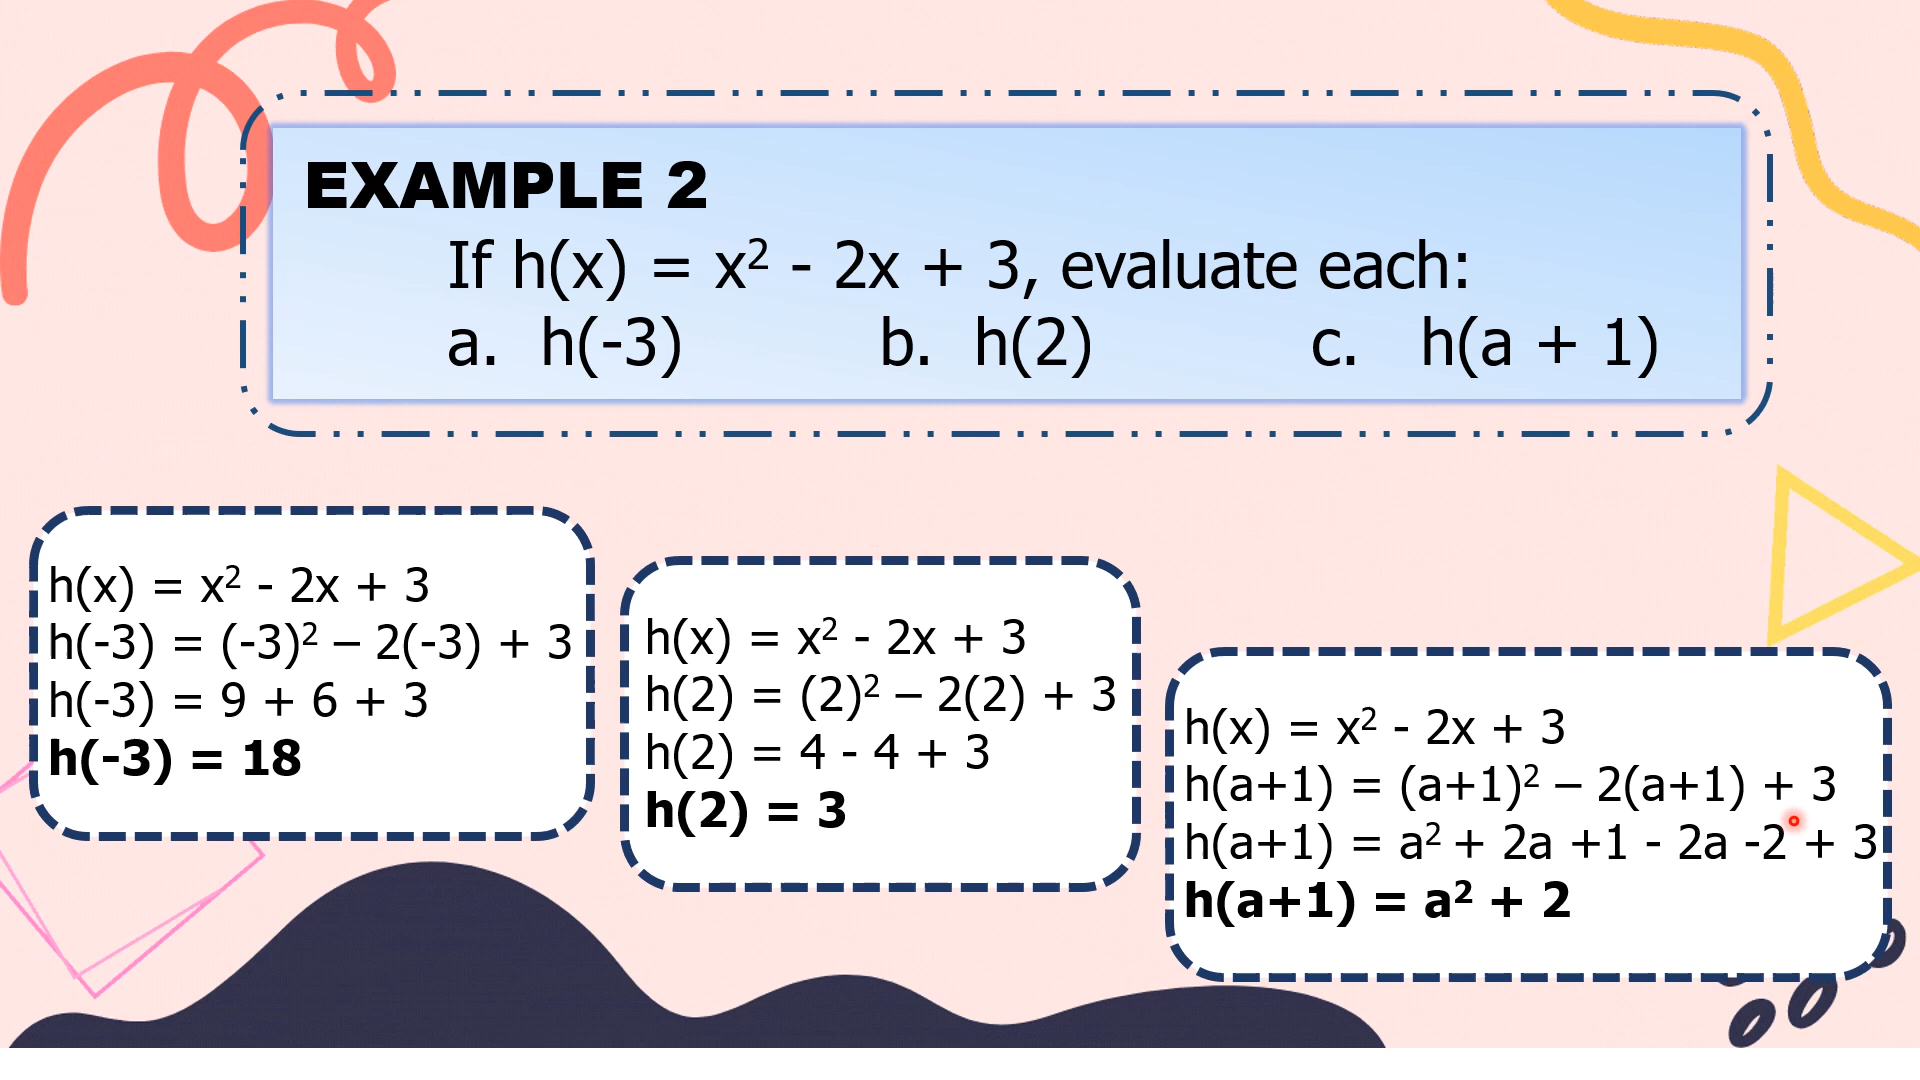 EXAMPLE 2
If h(x) = x² - 2x + 3, evaluate each:
a. h(-3) b. h(2) c. h(a + 1)
h(x) = x² - 2x + 3
h(-3) = (-3)² – 2(-3) + 3
h(-3) = 9 + 6 + 3
h(-3) = 18
h(x) = x² - 2x + 3
h(2) = (2)² – 2(2) + 3
h(2) = 4 - 4 + 3
h(2) = 3
h(x) = x² - 2x + 3
h(a+1) = (a+1)² – 2(a+1) + 3
h(a+1) = a² + 2a +1 - 2a -2 + 3
h(a+1) = a² + 2